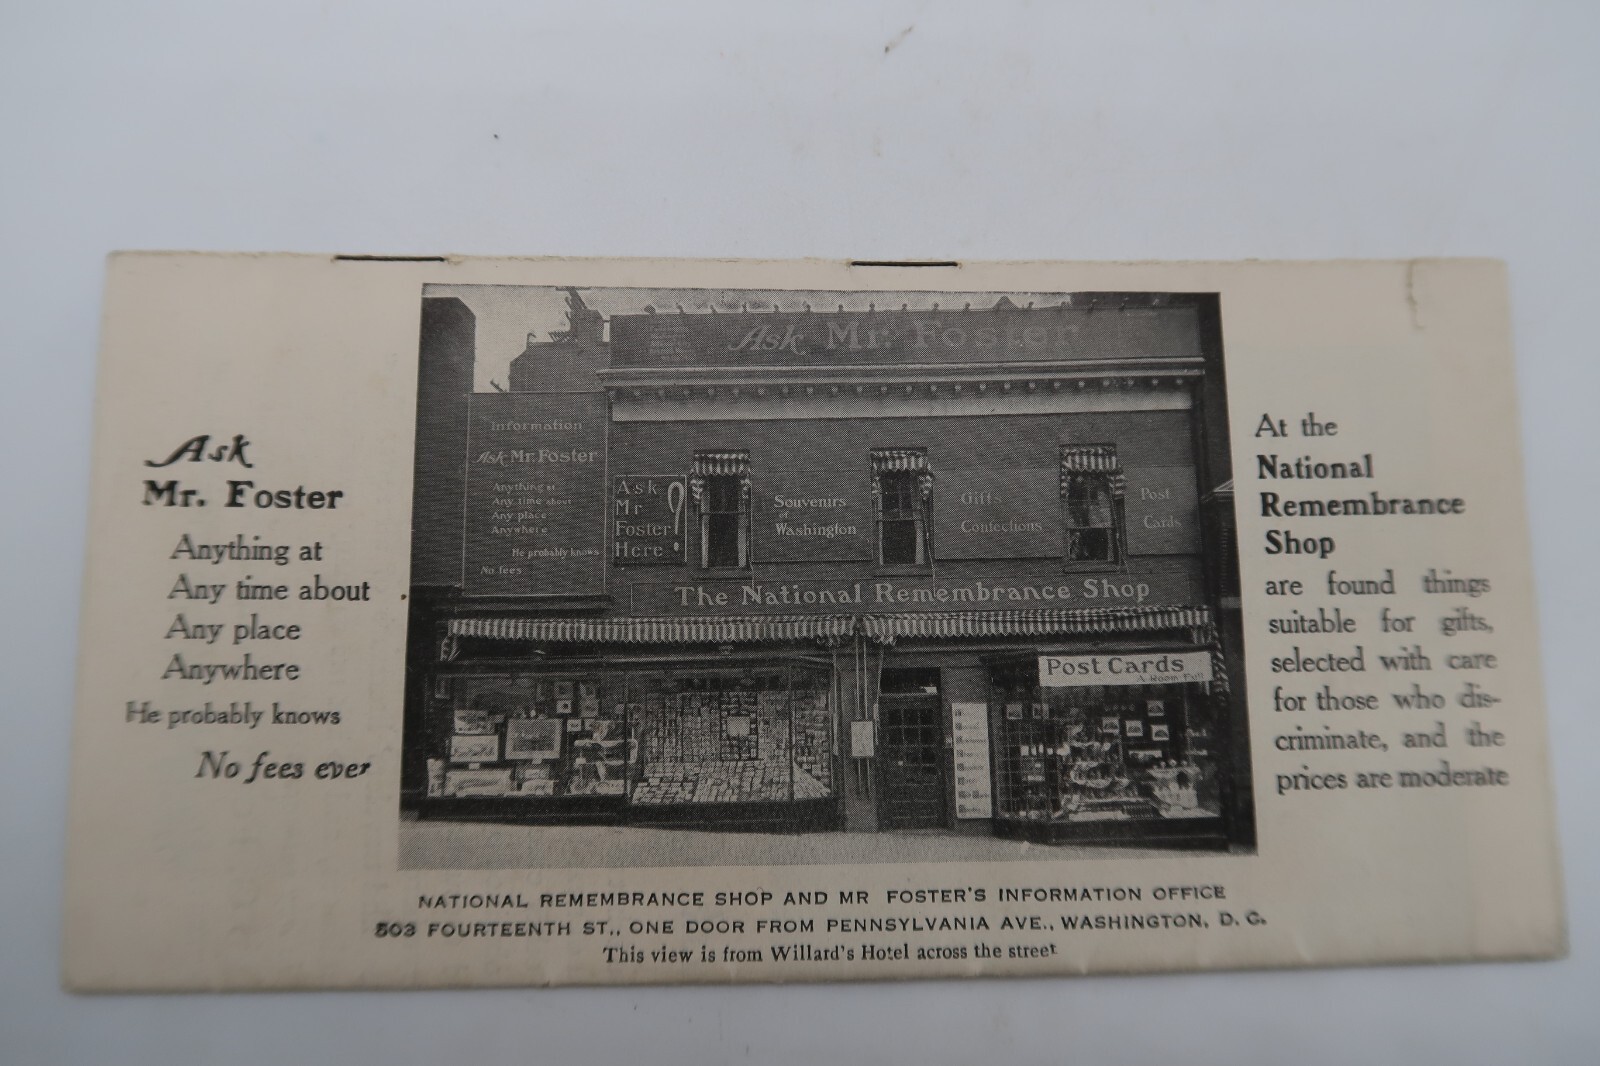 Ask
Mr. Foster
Anything at
Any time about
Any place
Anywhere
He probably knows
No fees ever
Ask Mr. Foster
Information
Ask Mr. Foster
Anything at
Any time about
Any place
Anywhere
He probably knows
No fees
Ask
Mr
Foster
Here ?
Souvenirs
of
Washington
Gifts
Confections
Post
Cards
The National Remembrance Shop
Post Cards
A Room Full
At the
National
Remembrance
Shop
are found things
suitable for gifts,
selected with care
for those who dis-
criminate, and the
prices are moderate
NATIONAL REMEMBRANCE SHOP AND MR FOSTER'S INFORMATION OFFICE
503 FOURTEENTH ST., ONE DOOR FROM PENNSYLVANIA AVE., WASHINGTON, D. C.
This view is from Willard's Hotel across the street